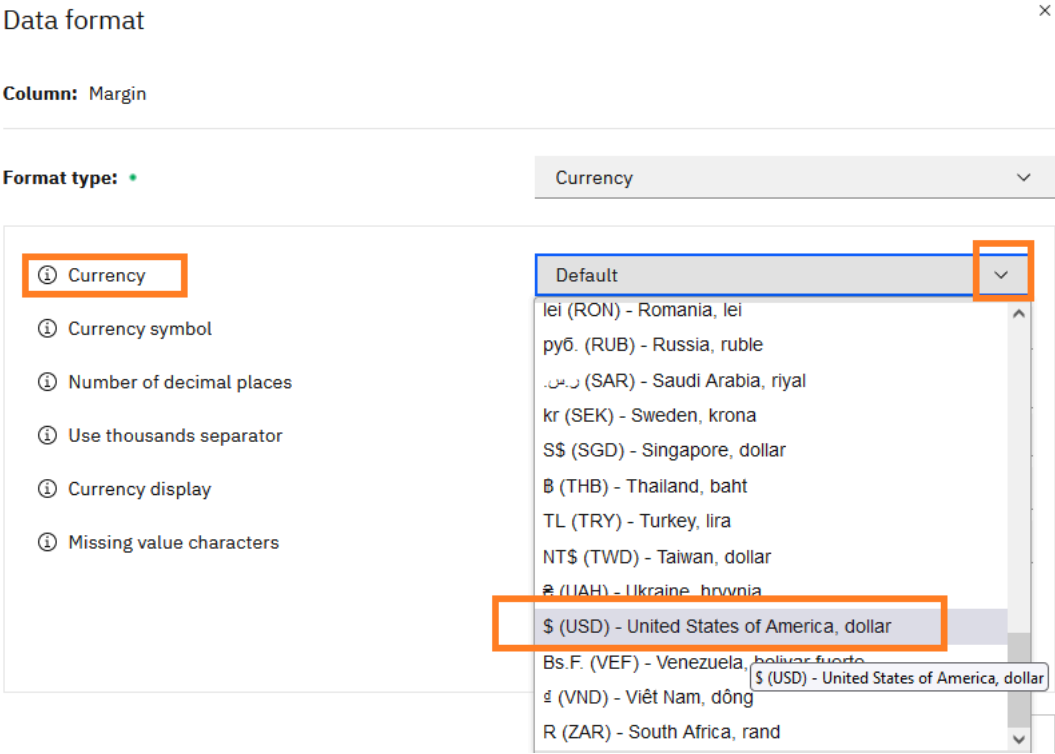 Data format
Column: Margin
Format type:
Currency
Currency
Default
Currency symbol
Number of decimal places
Use thousands separator
Currency display
Missing value characters
lei (RON) - Romania, lei
руб. (RUB) - Russia, ruble
ر.س. (SAR) - Saudi Arabia, riyal
kr (SEK) - Sweden, krona
S$ (SGD) - Singapore, dollar
฿ (THB) - Thailand, baht
TL (TRY) - Turkey, lira
NT$ (TWD) - Taiwan, dollar
₴ (UAH) - Ukraine, hryvnia
$ (USD) - United States of America, dollar
Bs.F. (VEF) - Venezuela, bolivar fuerte
$ (USD) - United States of America, dollar
₫ (VND) - Viêt Nam, dông
R (ZAR) - South Africa, rand